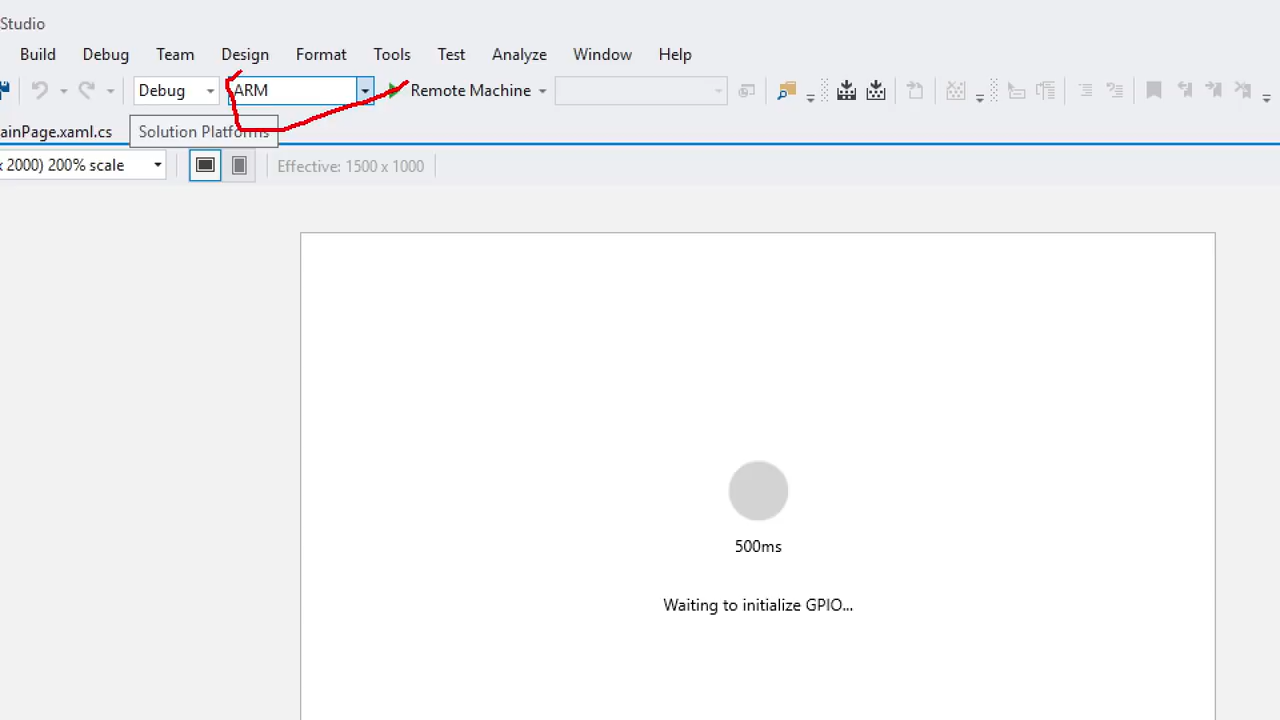 Studio
Build Debug Team Design Format Tools Test Analyze Window Help
Debug ARM Remote Machine
ainPage.xaml.cs Solution Platforms
x 2000) 200% scale Effective: 1500 x 1000
500ms
Waiting to initialize GPIO...